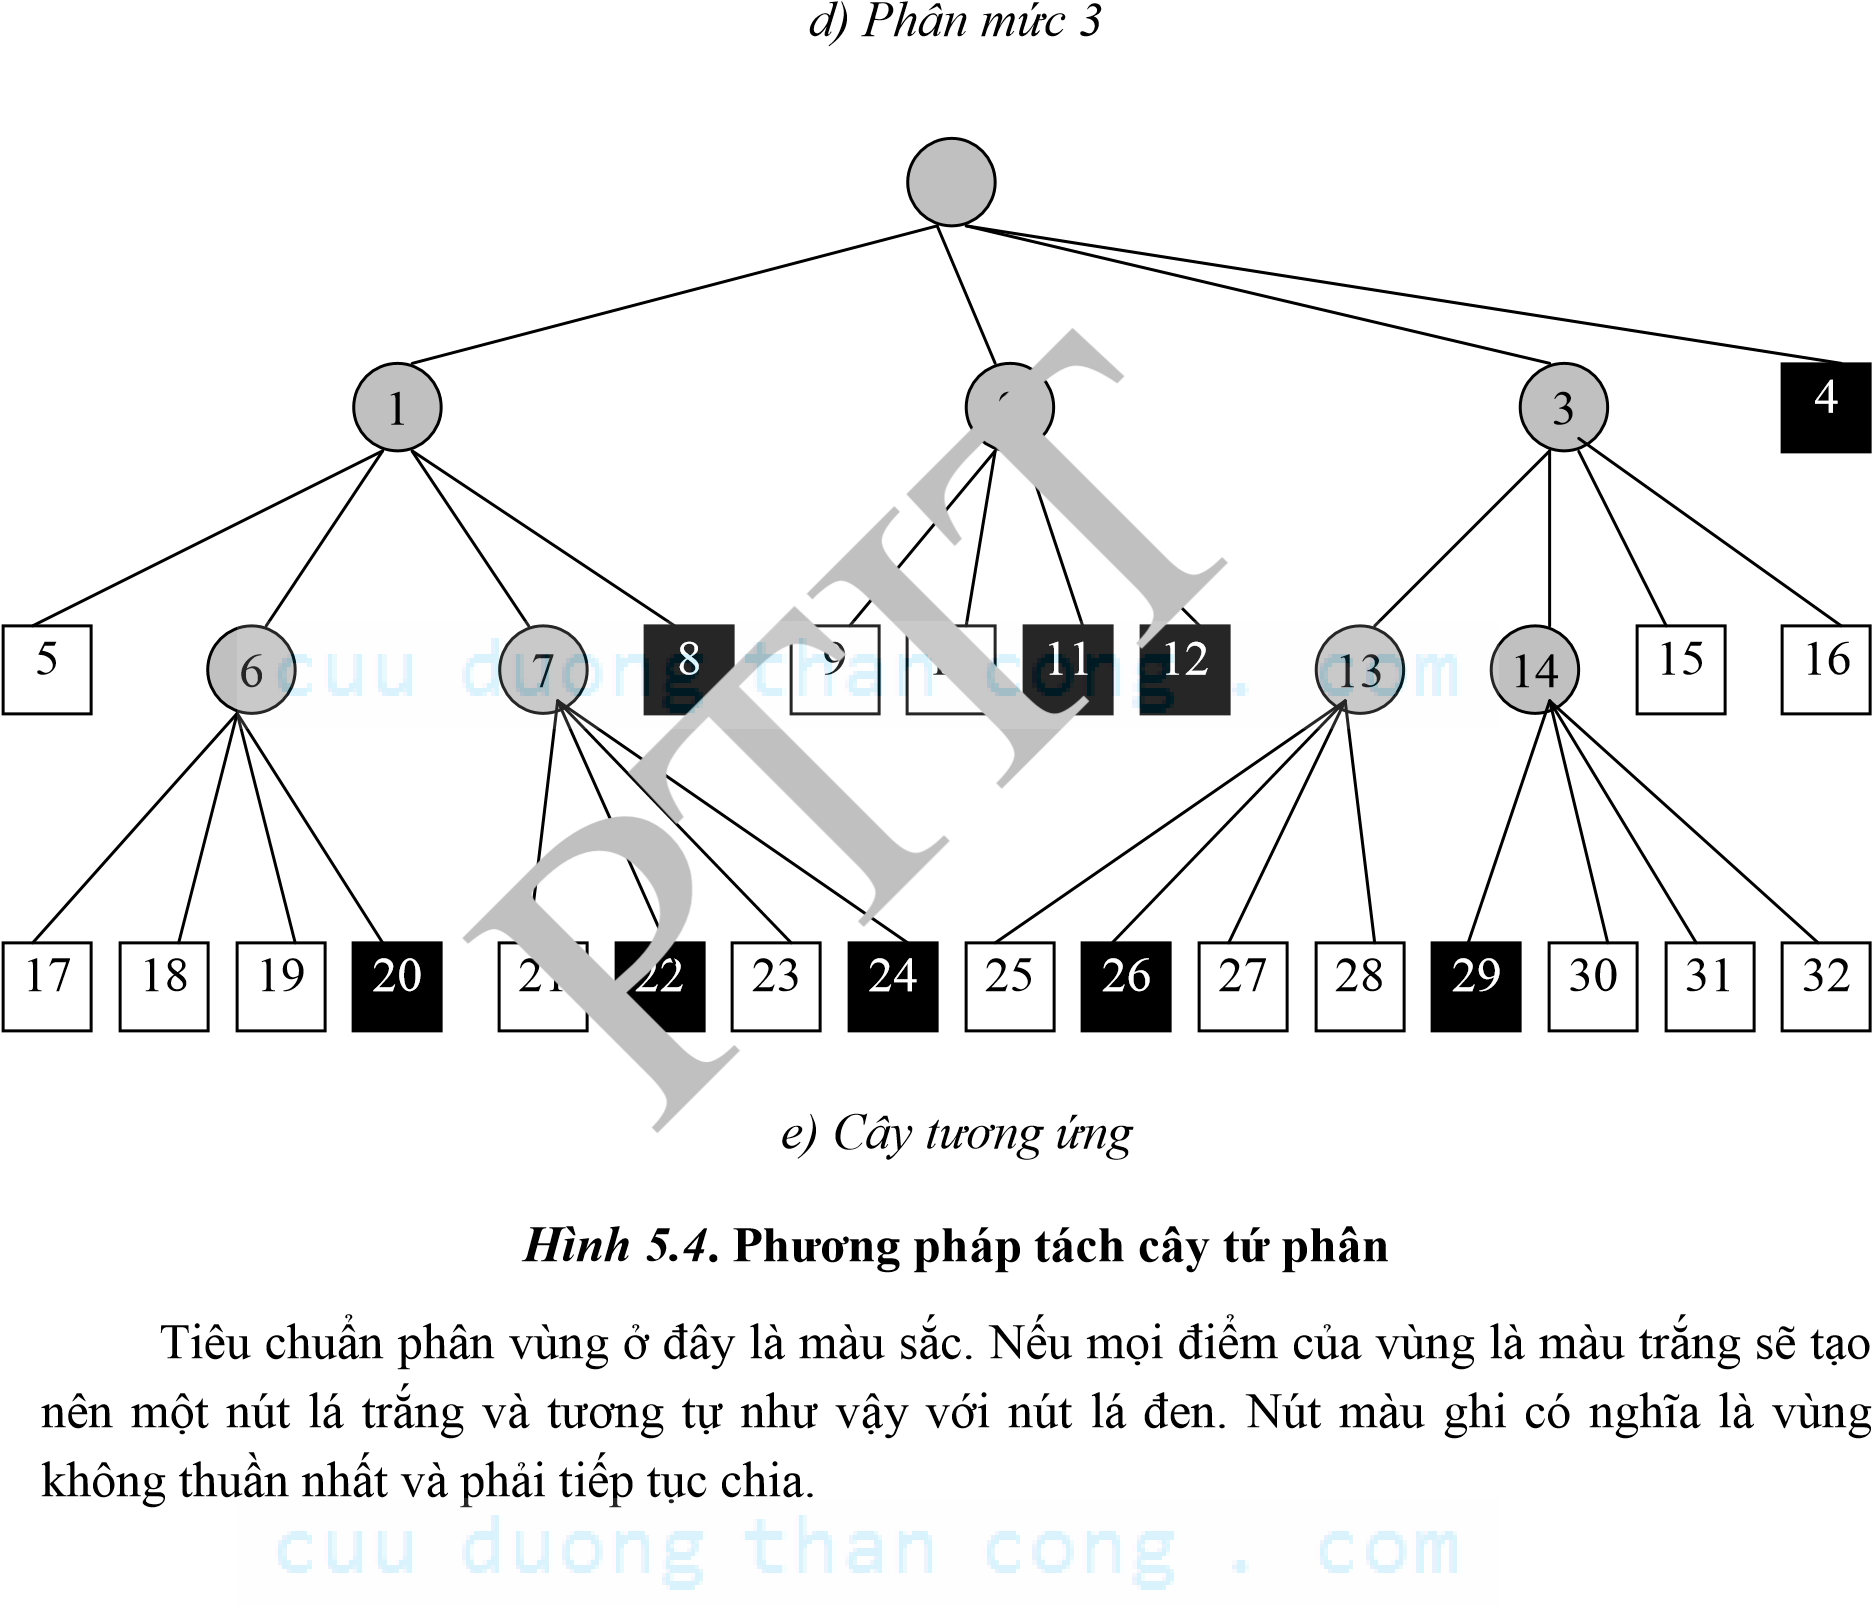 d) Phân mức 3
1 3 4
5 6 7 8 9 11 12 13 14 15 16
17 18 19 20 21 22 23 24 25 26 27 28 29 30 31 32
PTIT
cuu duong than cong . com
e) Cây tương ứng
Hình 5.4. Phương pháp tách cây tứ phân
Tiêu chuẩn phân vùng ở đây là màu sắc. Nếu mọi điểm của vùng là màu trắng sẽ tạo
nên một nút lá trắng và tương tự như vậy với nút lá đen. Nút màu ghi có nghĩa là vùng
không thuần nhất và phải tiếp tục chia.
cuu duong than cong . com